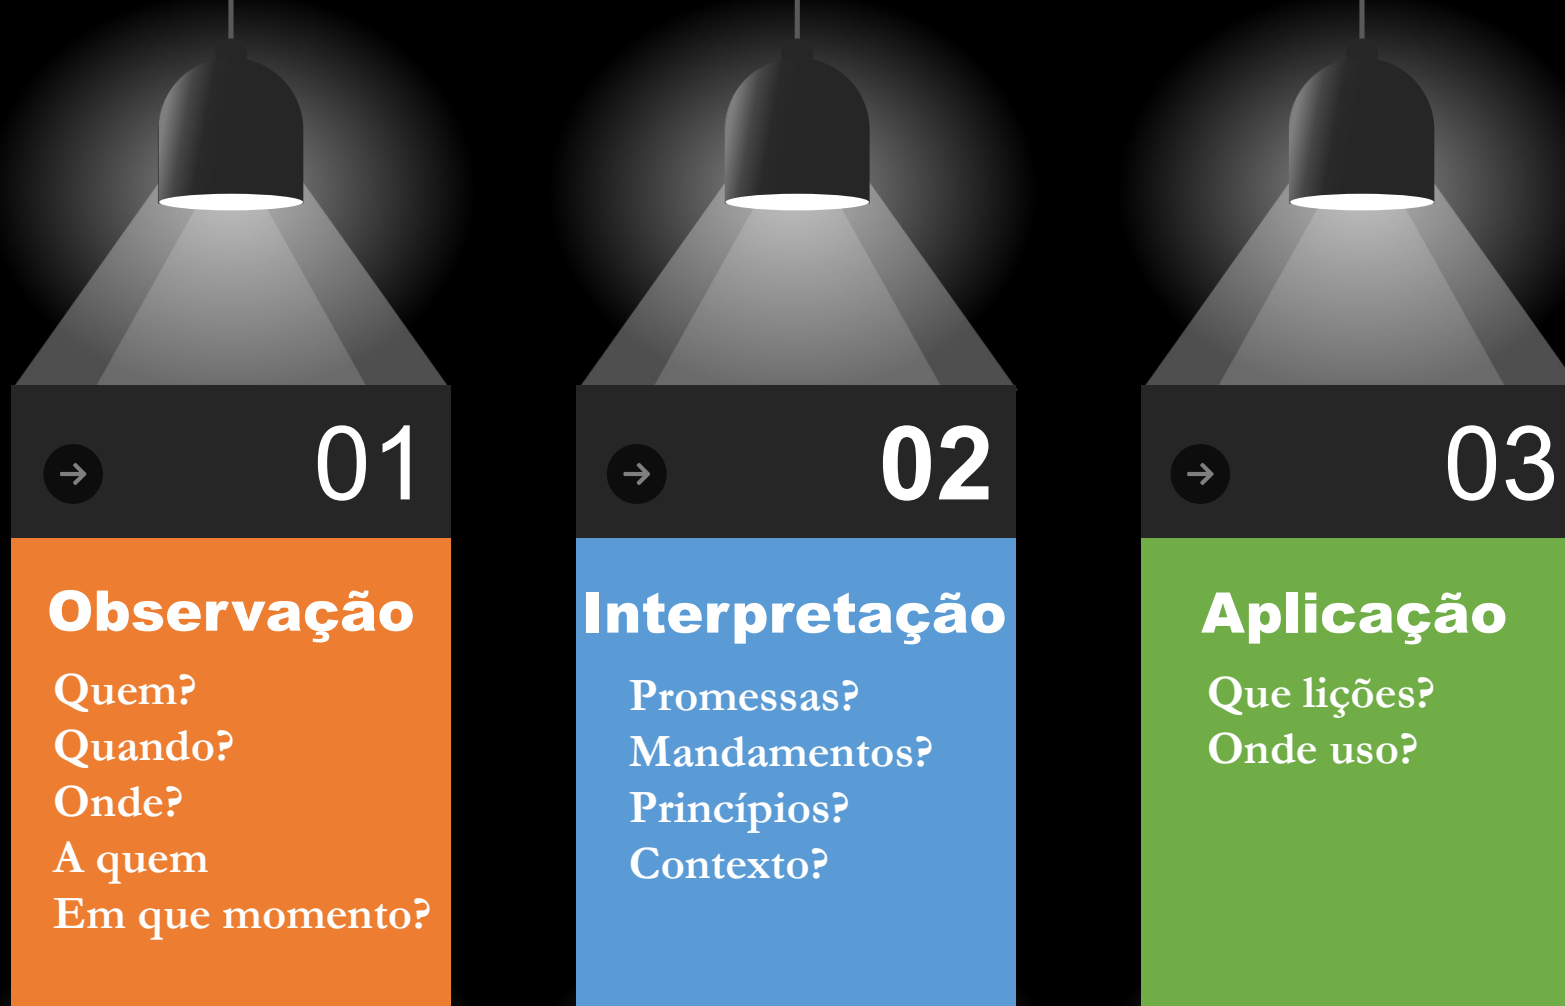 01
Observação
Quem?
Quando?
Onde?
A quem
Em que momento?
02
Interpretação
Promessas?
Mandamentos?
Princípios?
Contexto?
03
Aplicação
Que lições?
Onde uso?